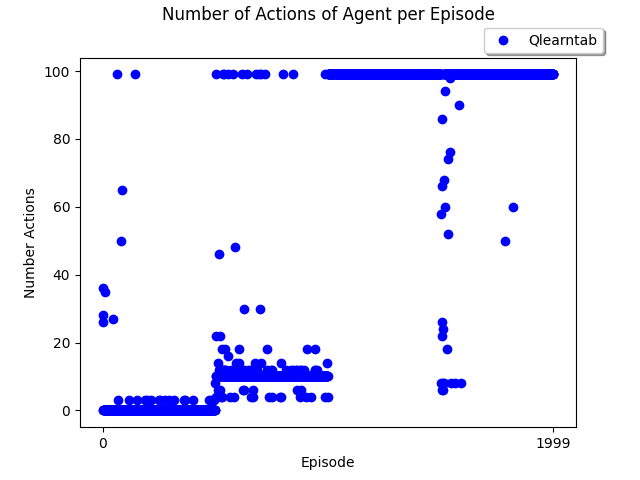 Number of Actions of Agent per Episode
Qlearntab
100
80
60
40
20
0
Number Actions
0
1999
Episode